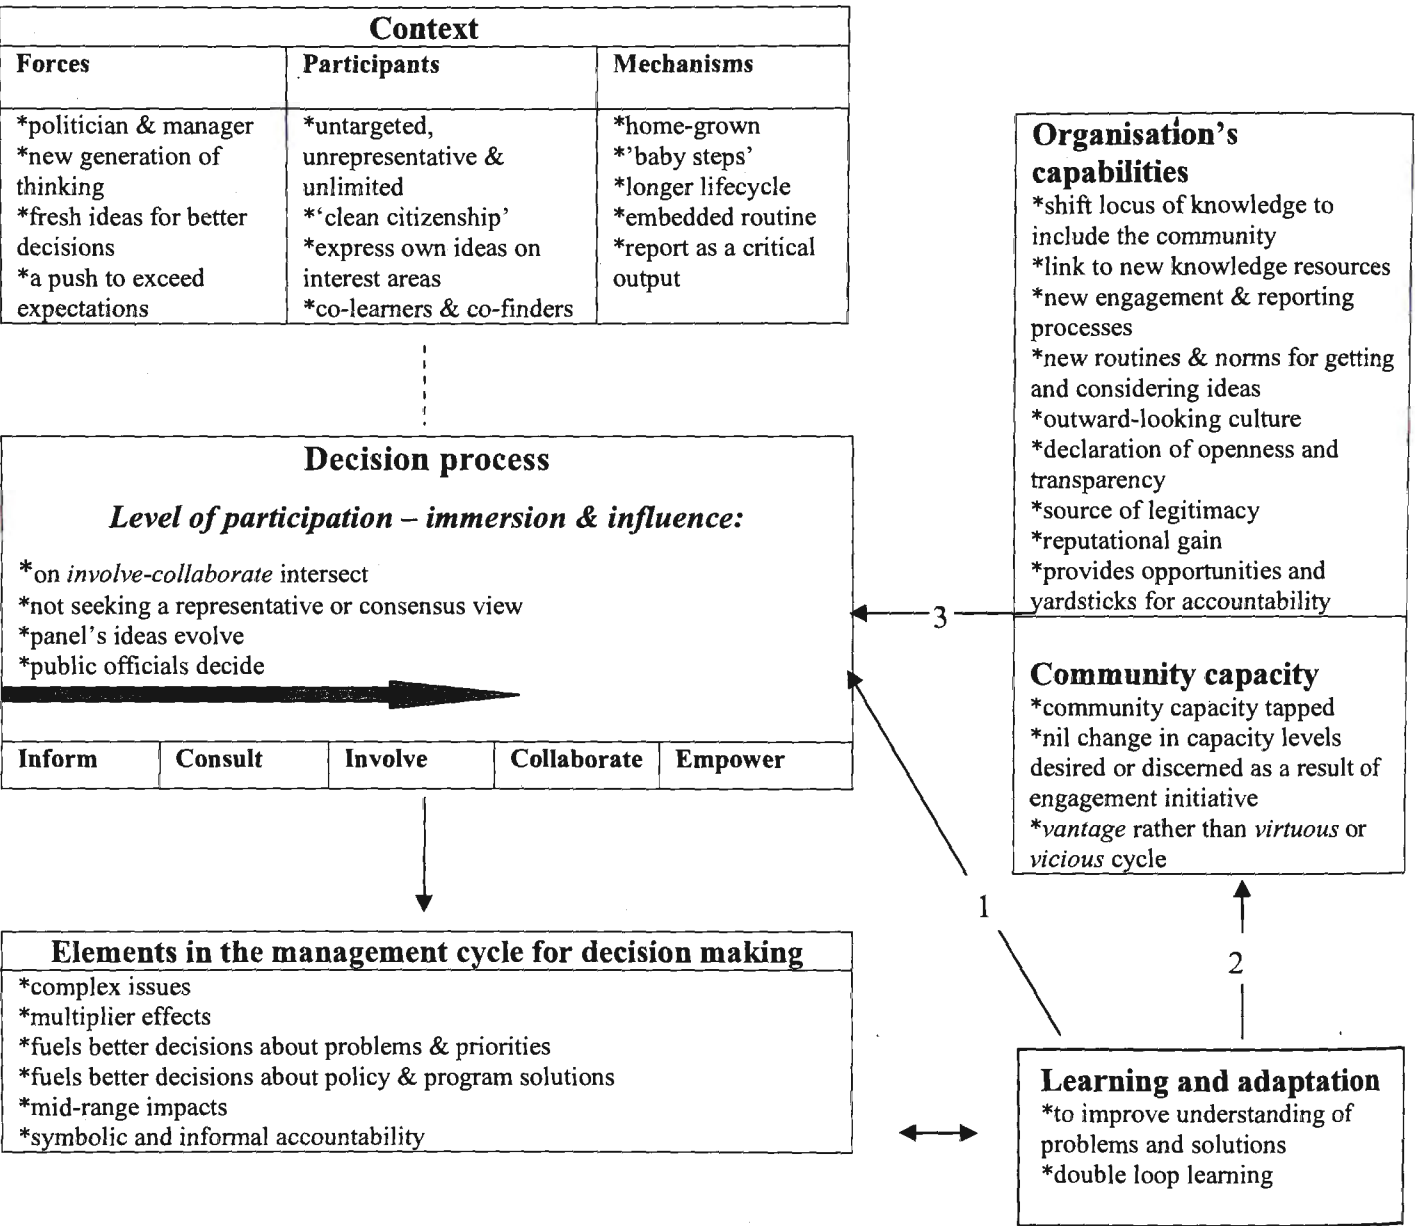 Context
Forces
Participants
Mechanisms
*politician & manager
*new generation of
thinking
*fresh ideas for better
decisions
*a push to exceed
expectations
*untargeted,
unrepresentative &
unlimited
*‘clean citizenship’
*express own ideas on
interest areas
*co-learners & co-finders
*home-grown
*’baby steps’
*longer lifecycle
*embedded routine
*report as a critical
output
Decision process
Level of participation – immersion & influence:
*on involve-collaborate intersect
*not seeking a representative or consensus view
*panel’s ideas evolve
*public officials decide
Inform
Consult
Involve
Collaborate
Empower
Elements in the management cycle for decision making
*complex issues
*multiplier effects
*fuels better decisions about problems & priorities
*fuels better decisions about policy & program solutions
*mid-range impacts
*symbolic and informal accountability
Organisation’s
capabilities
*shift locus of knowledge to
include the community
*link to new knowledge resources
*new engagement & reporting
processes
*new routines & norms for getting
and considering ideas
*outward-looking culture
*declaration of openness and
transparency
*source of legitimacy
*reputational gain
*provides opportunities and
yardsticks for accountability
3
Community capacity
*community capacity tapped
*nil change in capacity levels
desired or discerned as a result of
engagement initiative
*vantage rather than virtuous or
vicious cycle
1
2
Learning and adaptation
*to improve understanding of
problems and solutions
*double loop learning